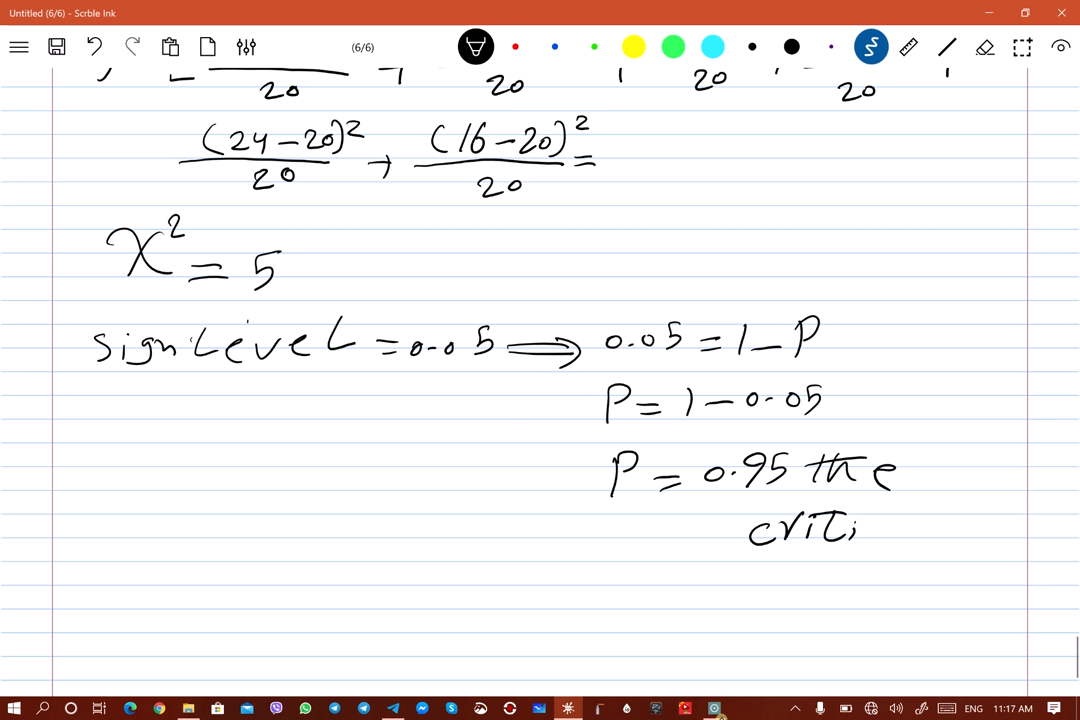 Untitled (6/6) - Scrble Ink
(6/6)
20 20 20 20
(24-20)² + (16-20)² =
20 20
X² = 5
sign.LeveL = 0.05 ⟹ 0.05 = 1-P
P = 1-0.05
P = 0.95 the
criti
ENG 11:17 AM